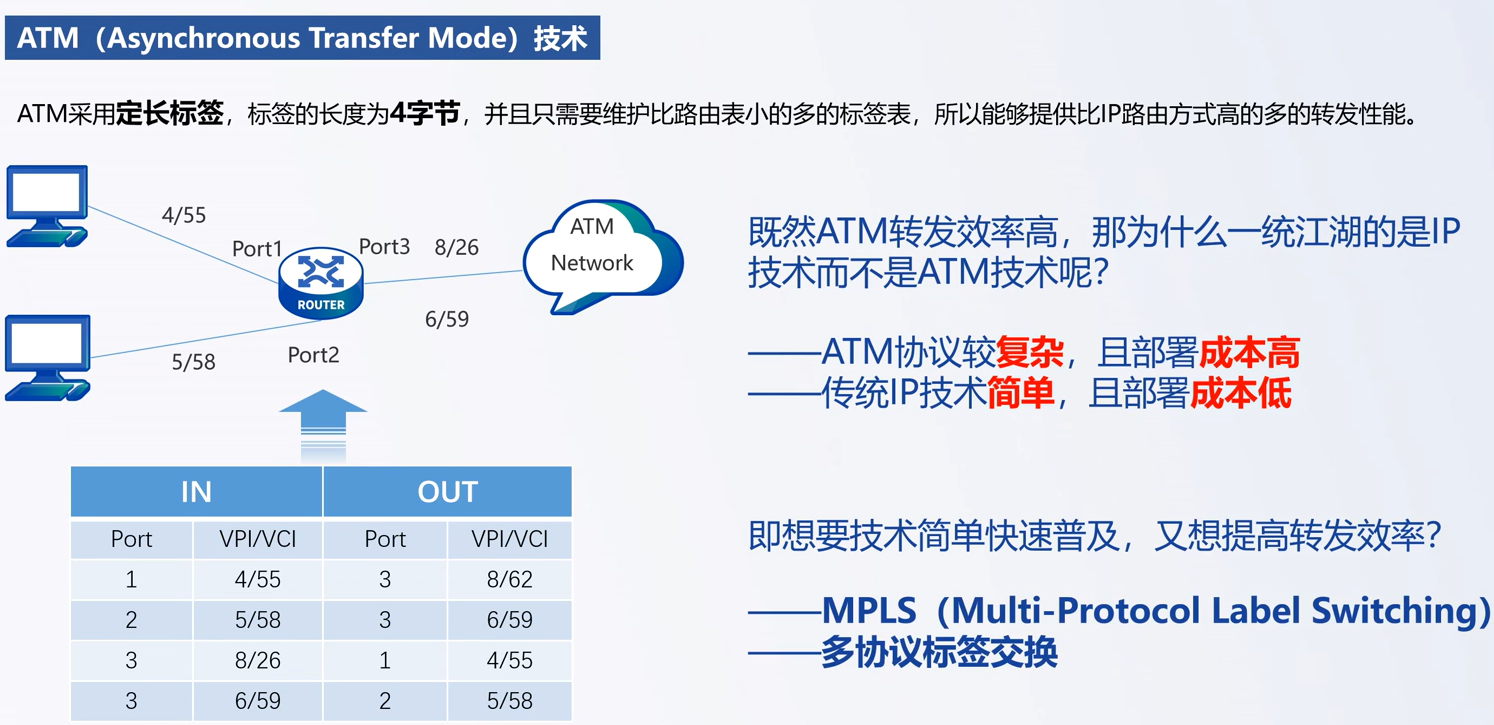 ATM（Asynchronous Transfer Mode）技术
ATM采用定长标签，标签的长度为4字节，并且只需要维护比路由表小的多的标签表，所以能够提供比IP路由方式高的多的转发性能。
4/55
Port1
Port3
8/26
ATM
Network
ROUTER
6/59
5/58
Port2
IN OUT
Port VPI/VCI Port VPI/VCI
1 4/55 3 8/62
2 5/58 3 6/59
3 8/26 1 4/55
3 6/59 2 5/58
既然ATM转发效率高，那为什么一统江湖的是IP
技术而不是ATM技术呢？
——ATM协议较复杂，且部署成本高
——传统IP技术简单，且部署成本低
即想要技术简单快速普及，又想提高转发效率？
——MPLS（Multi-Protocol Label Switching）
——多协议标签交换